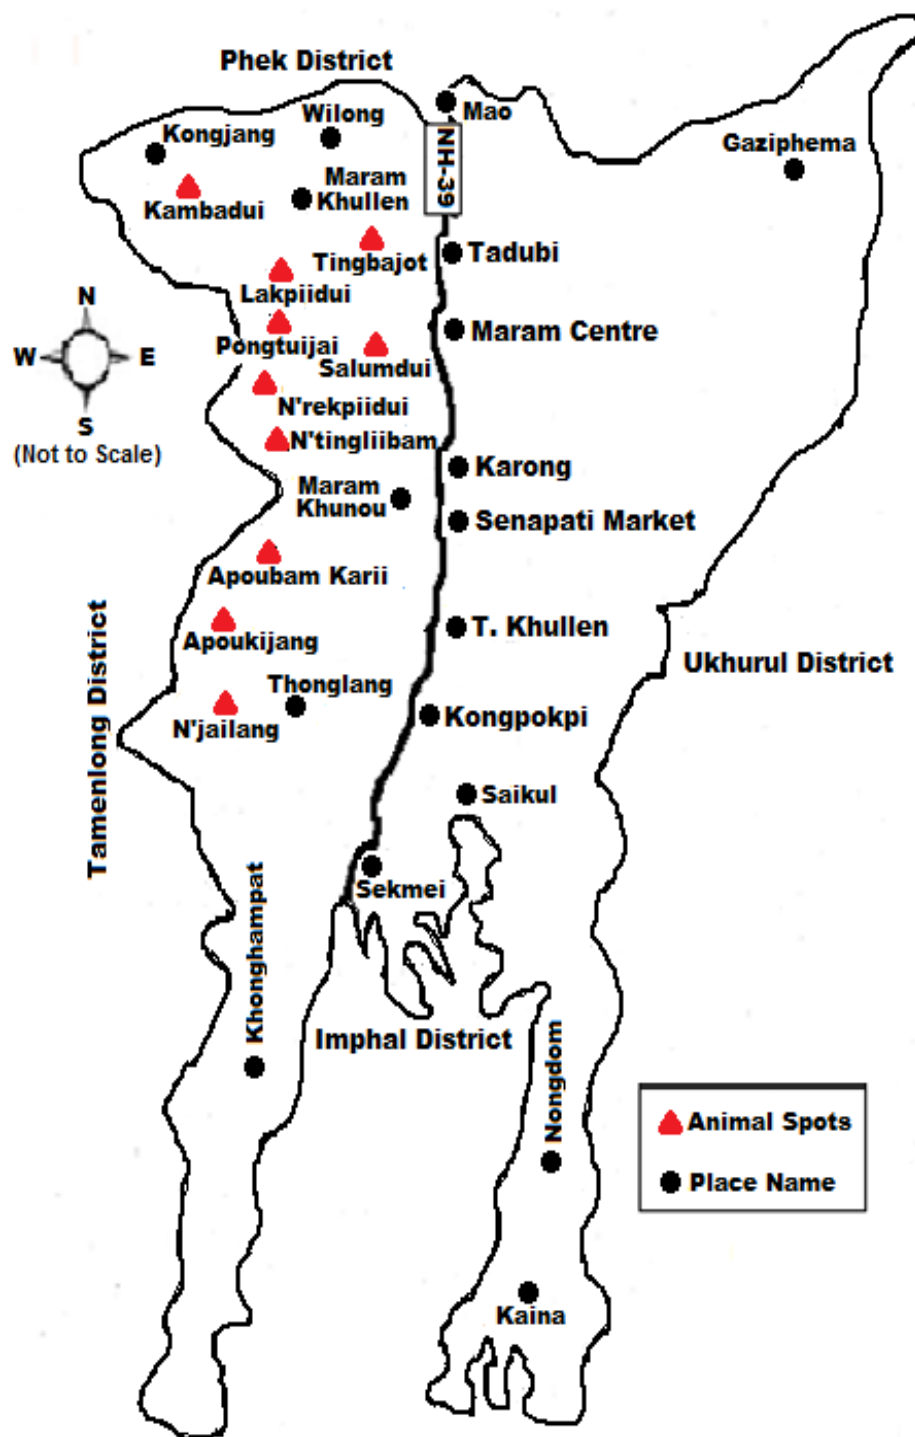 Phek District
Mao
Wilong
Kongjang
Gaziphema
NH-39
Maram
Khullen
Kambadui
Tingbajot
Tadubi
Lakpiidui
N
W
E
S
(Not to Scale)
Pongtuijai
Maram Centre
Salumdui
N'rekpiidui
N'tingliibam
Karong
Maram
Khunou
Senapati Market
Apoubam Karii
T. Khullen
Apoukijang
Ukhurul District
Tamenlong District
Thonglang
N'jailang
Kongpokpi
Saikul
Sekmei
Khonghampat
Imphal District
Nongdom
Animal Spots
Place Name
Kaina